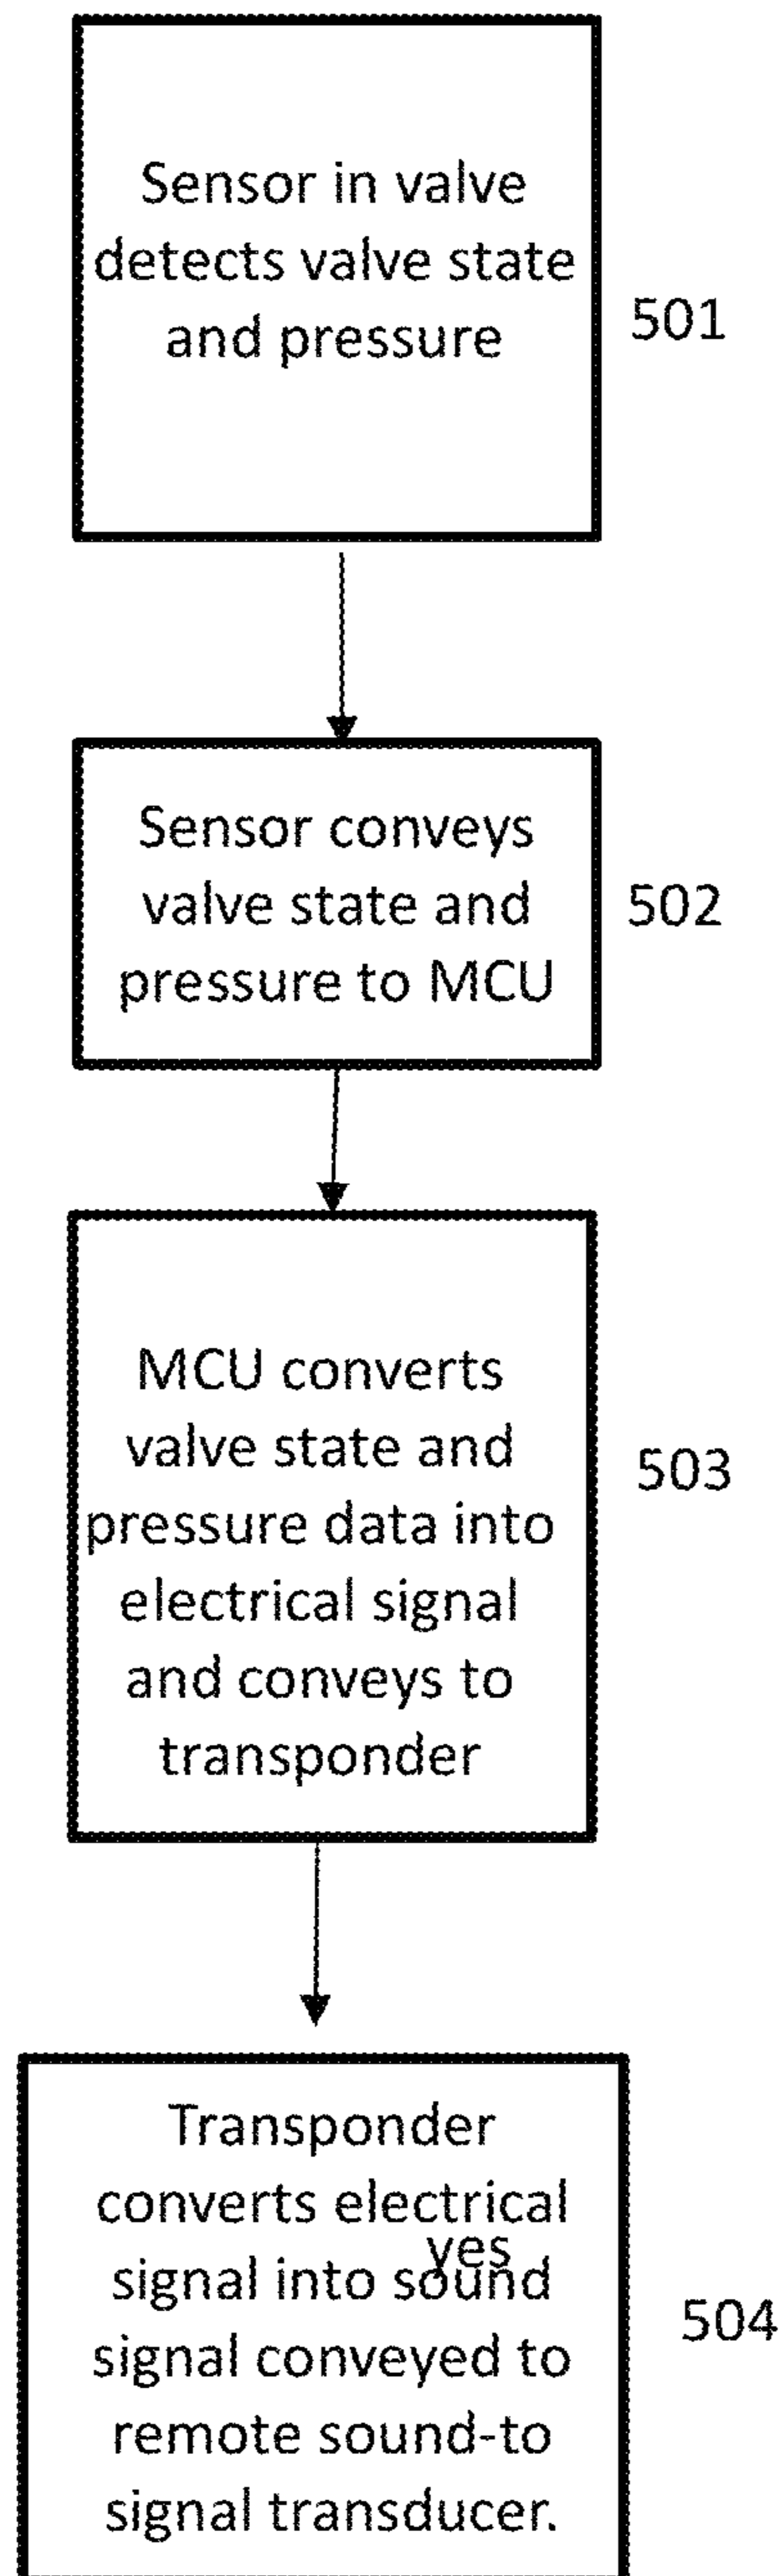 Sensor in valve
detects valve state
and pressure
501
Sensor conveys
valve state and
pressure to MCU
502
MCU converts
valve state and
pressure data into
electrical signal
and conveys to
transponder
503
Transponder
converts electrical
yes
signal into sound
signal conveyed to
remote sound-to
signal transducer.
504